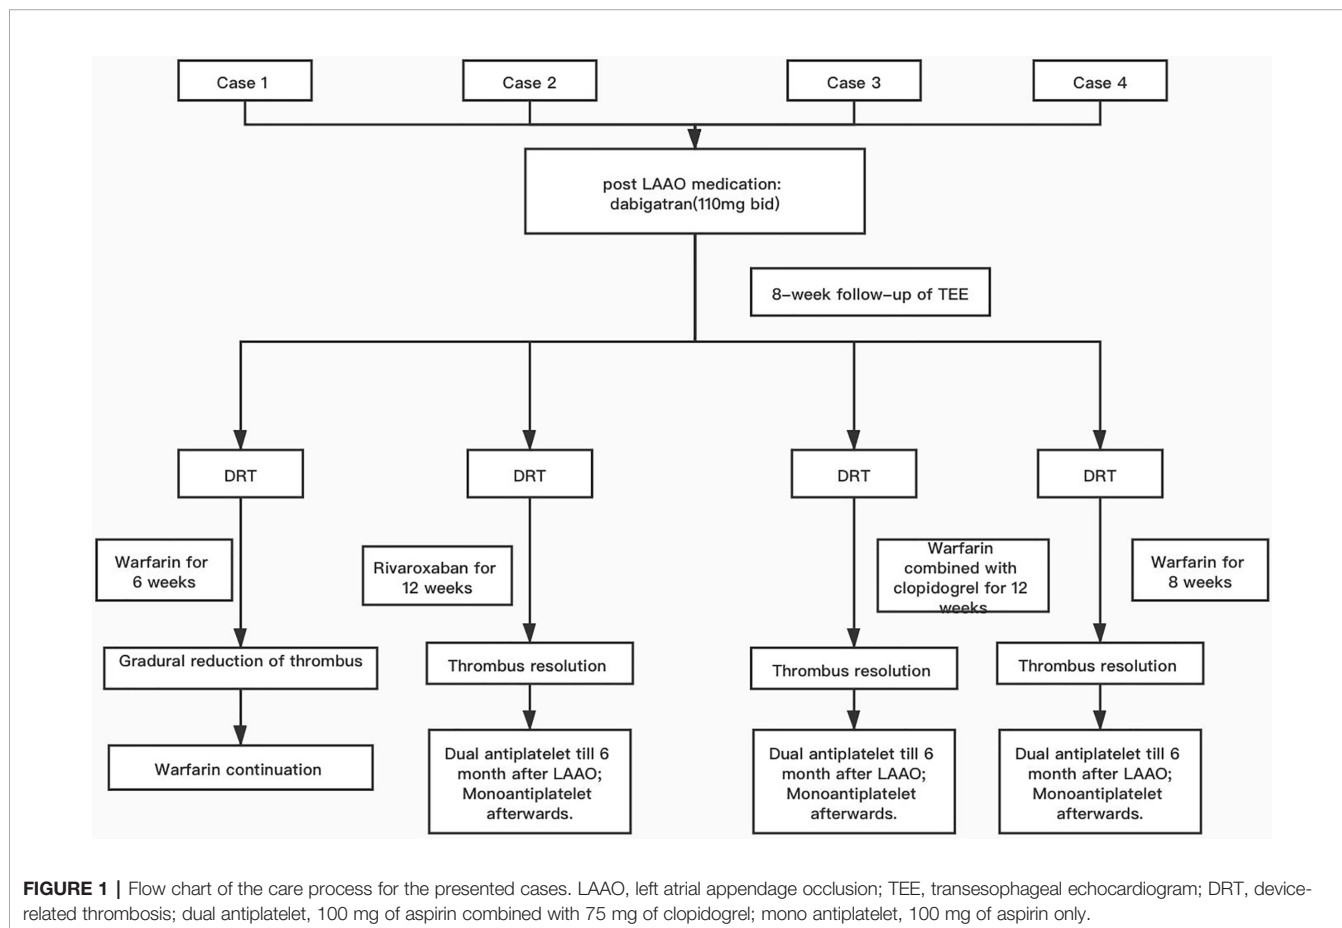 Case 1
Case 2
Case 3
Case 4
post LAAO medication:
dabigatran(110mg bid)
8-week follow-up of TEE
DRT
DRT
DRT
DRT
Warfarin for
6 weeks
Rivaroxaban for
12 weeks
Warfarin
combined with
clopidogrel for 12
weeks
Warfarin for
8 weeks
Gradural reduction of thrombus
Thrombus resolution
Thrombus resolution
Thrombus resolution
Warfarin continuation
Dual antiplatelet till 6
month after LAAO;
Monoantiplatelet
afterwards.
Dual antiplatelet till 6
month after LAAO;
Monoantiplatelet
afterwards.
Dual antiplatelet till 6
month after LAAO;
Monoantiplatelet
afterwards.
FIGURE 1 | Flow chart of the care process for the presented cases. LAAO, left atrial appendage occlusion; TEE, transesophageal echocardiogram; DRT, device-
related thrombosis; dual antiplatelet, 100 mg of aspirin combined with 75 mg of clopidogrel; mono antiplatelet, 100 mg of aspirin only.